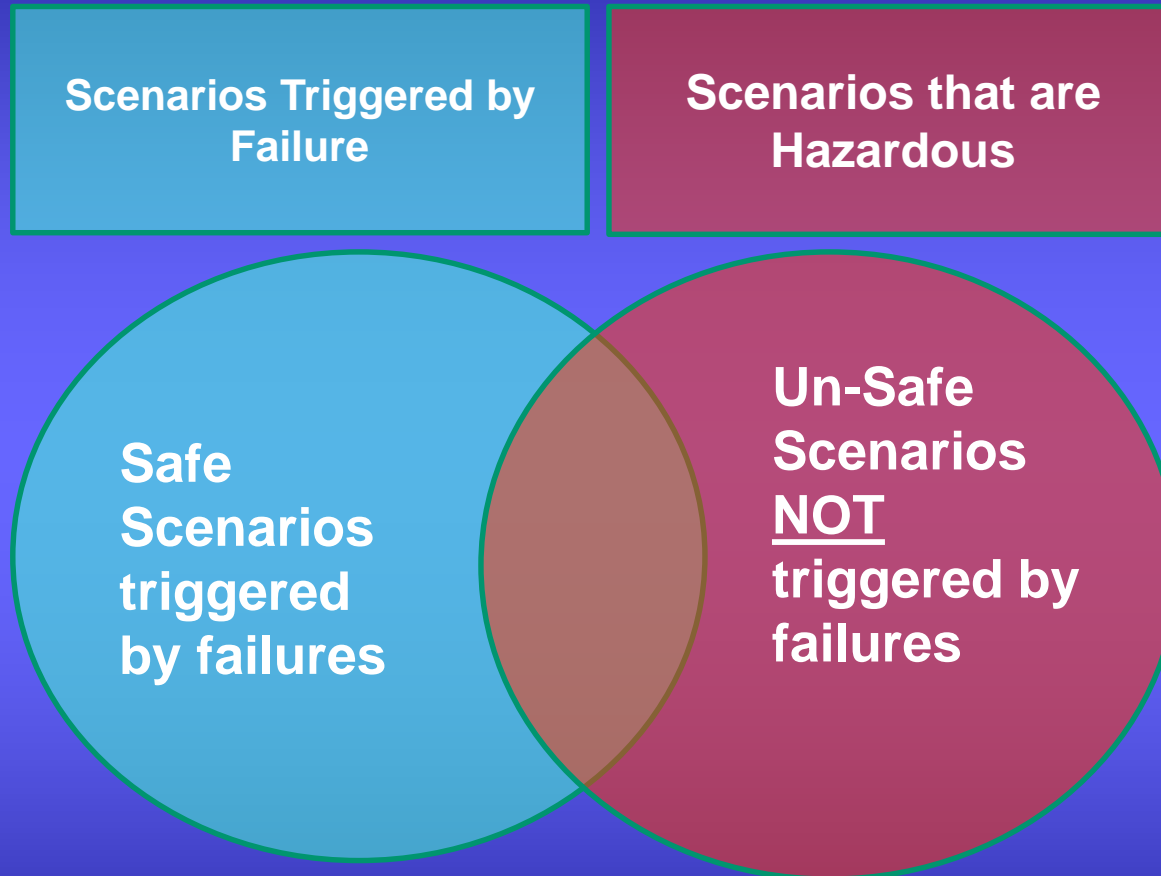 Scenarios Triggered by
Failure
Scenarios that are
Hazardous
Safe
Scenarios
triggered
by failures
Un-Safe
Scenarios
NOT
triggered by
failures